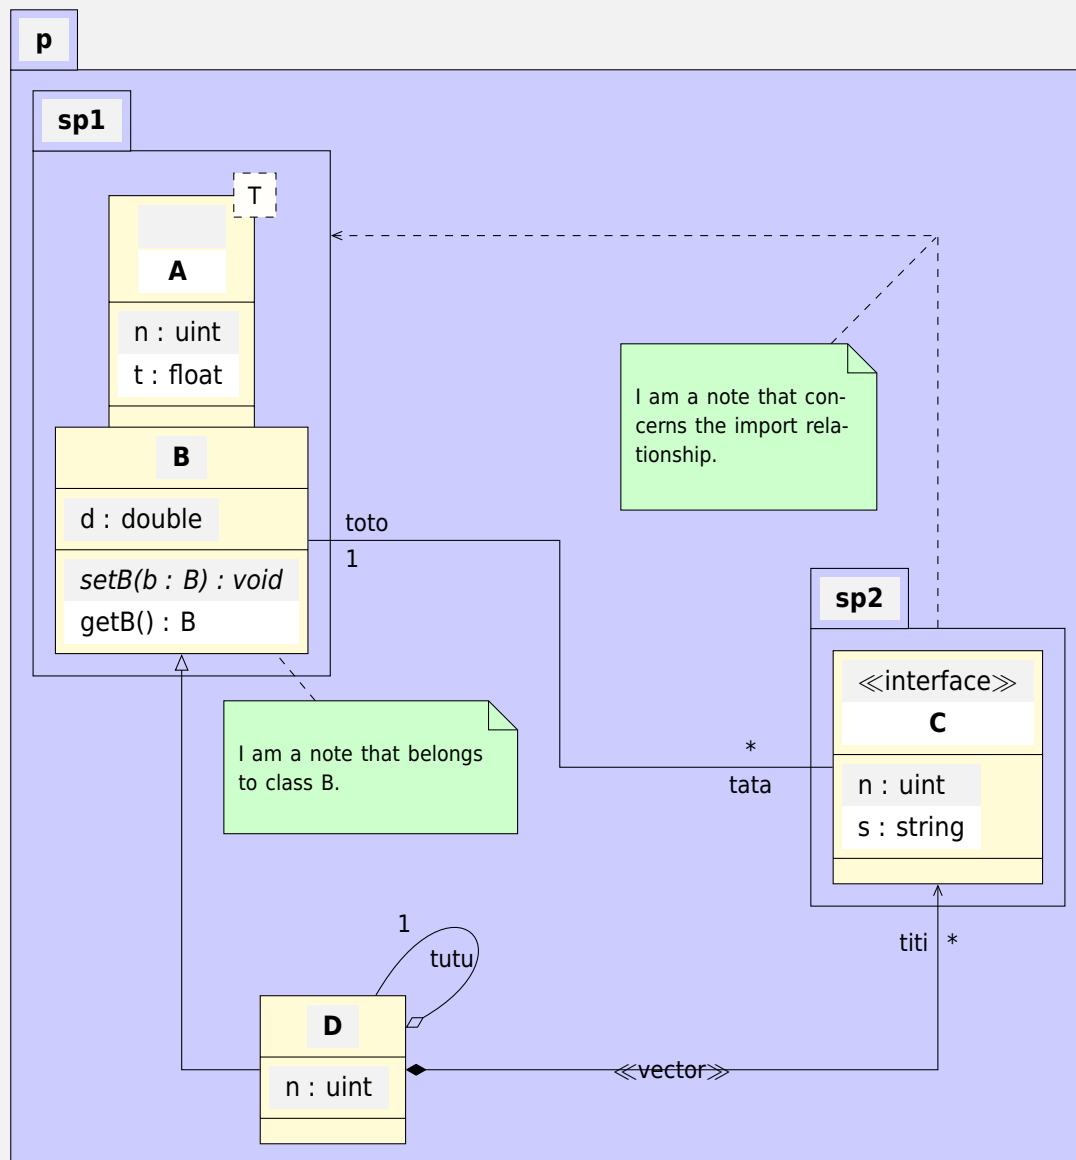 p
sp1
T
A
n : uint
t : float
B
d : double
setB(b : B) : void
getB() : B
toto
1
I am a note that con-
cerns the import rela-
tionship.
sp2
≪interface≫
C
n : uint
s : string
*
tata
I am a note that belongs
to class B.
titi *
1
tutu
D
n : uint
≪vector≫